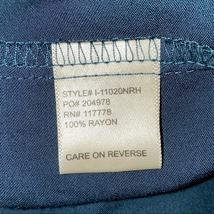 STYLE# I-11020NRH
PO# 204978
RN# 117778
100% RAYON
CARE ON REVERSE